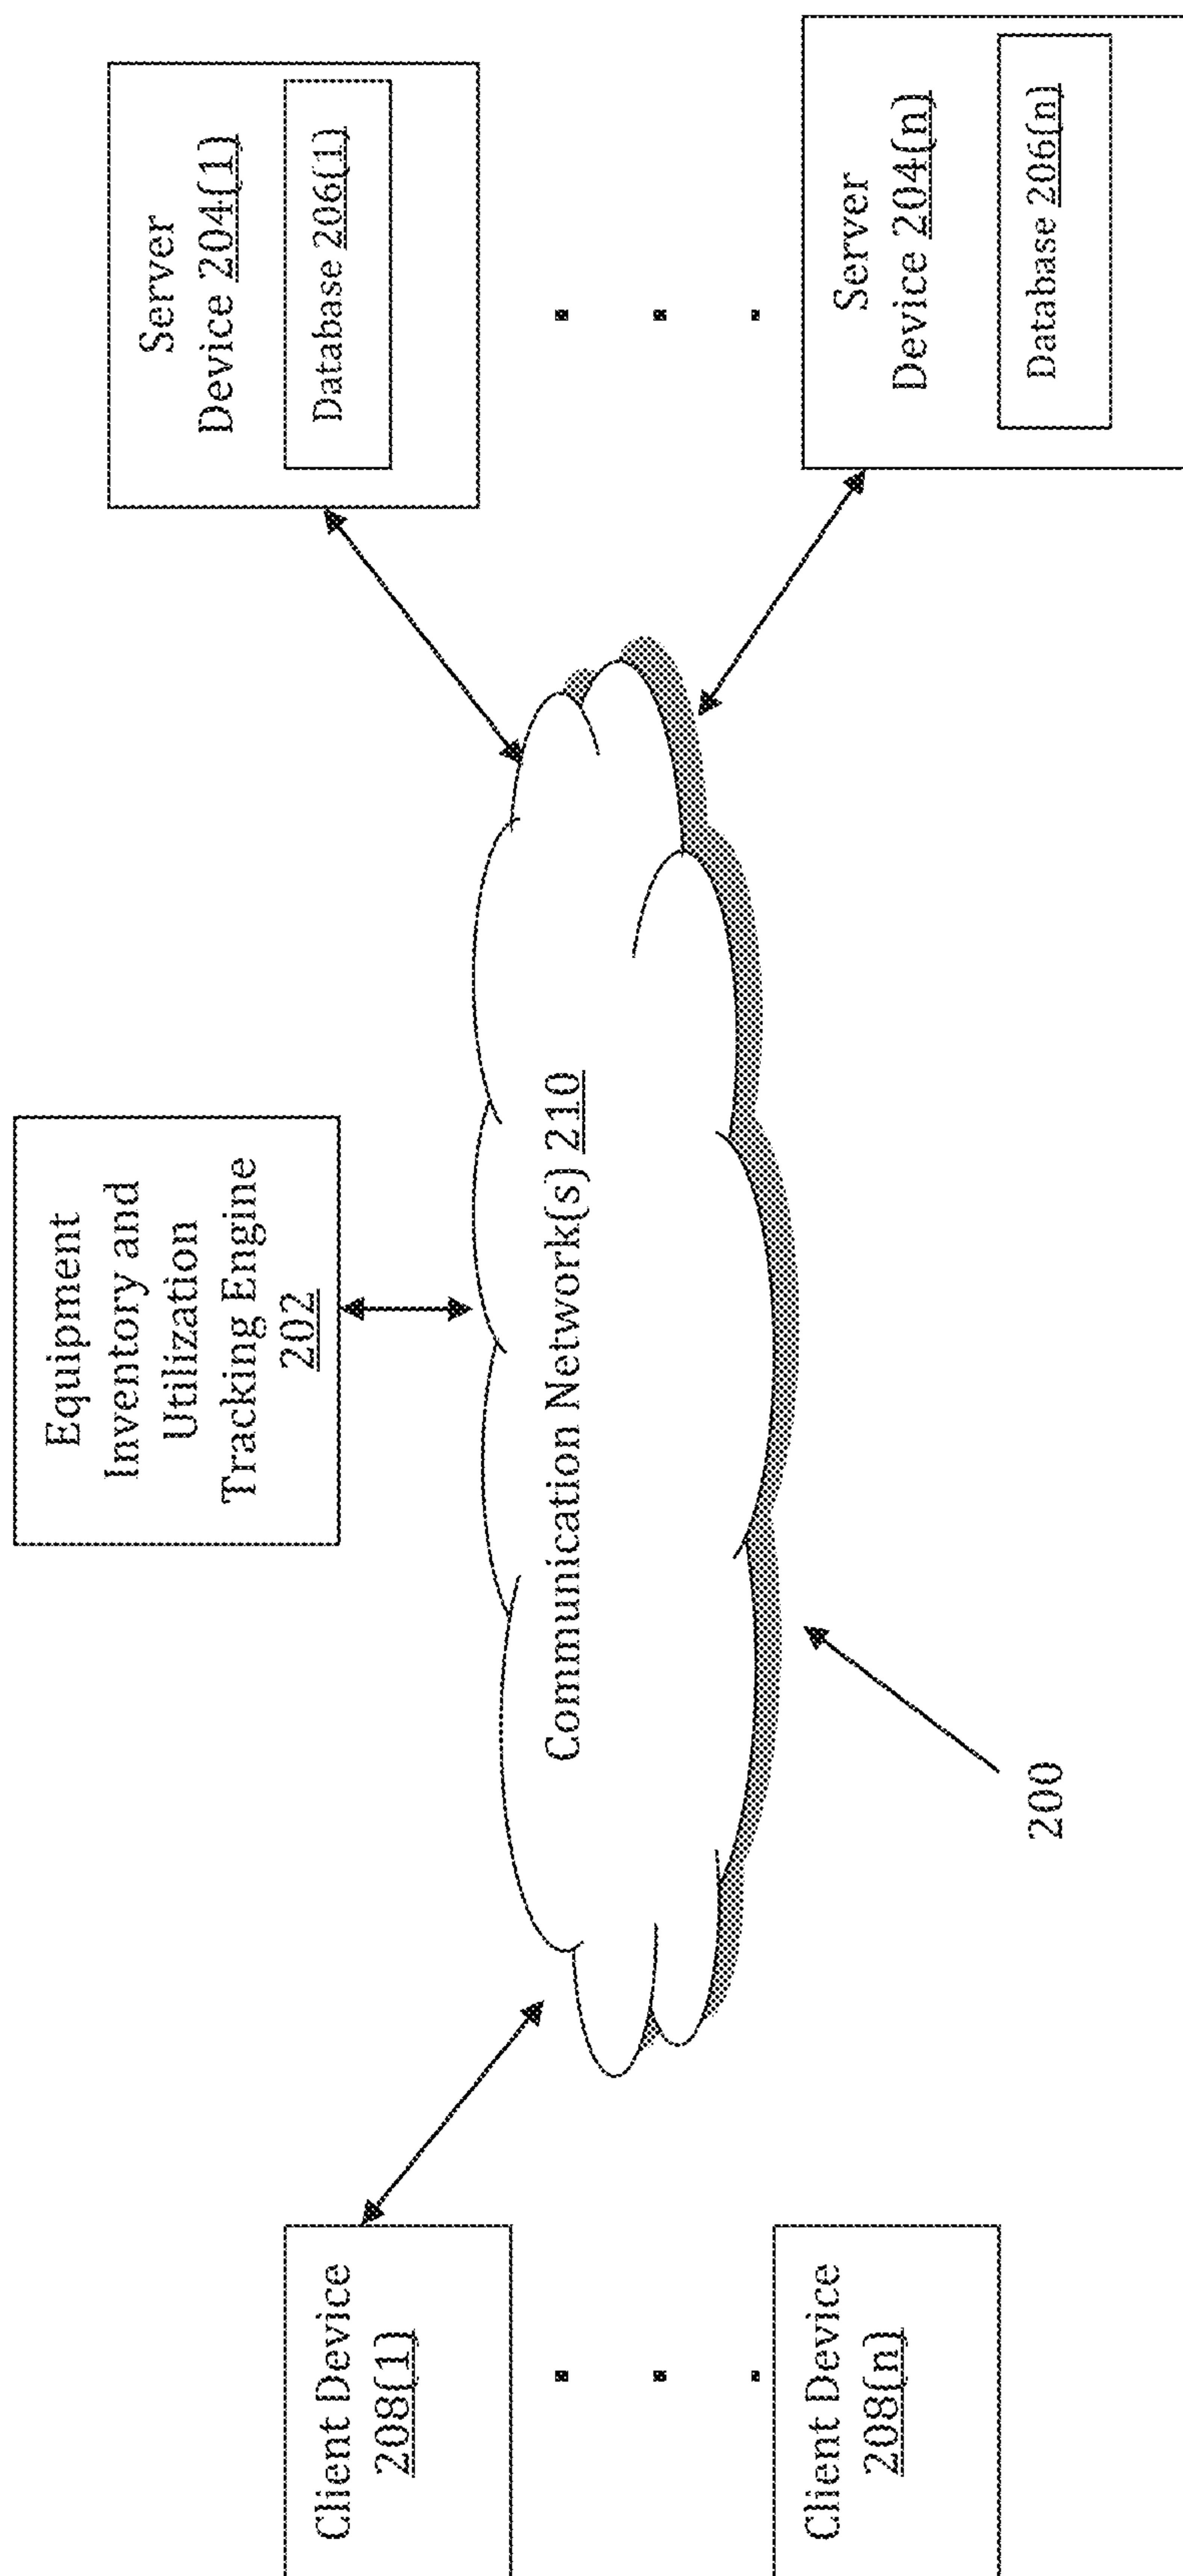 Equipment
Inventory and
Utilization
Tracking Engine
202
Client Device
208(1)
Client Device
208(n)
Communication Network(s) 210
Server
Device 204(1)
Database 206(1)
Server
Device 204(n)
Database 206(n)
200